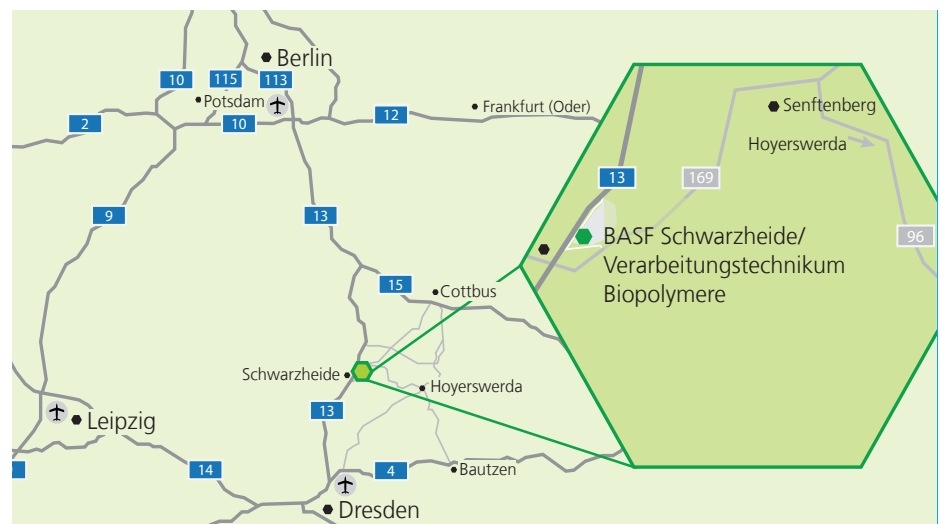 Berlin
10
115
113
Potsdam
Frankfurt (Oder)
2
10
12
9
13
15
Cottbus
Schwarzheide
Hoyerswerda
13
Leipzig
14
4
Bautzen
Dresden
Senftenberg
Hoyerswerda
13
169
96
BASF Schwarzheide/
Verarbeitungstechnikum
Biopolymere